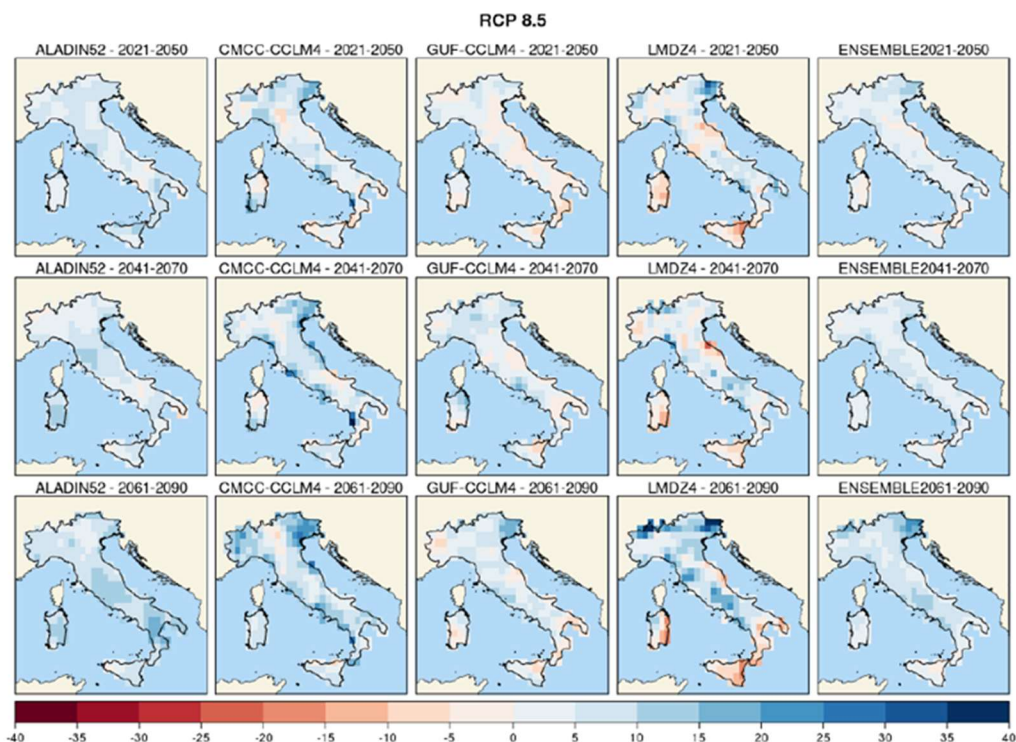 RCP 8.5
ALADIN52 - 2021-2050 CMCC-CCLM4 - 2021-2050 GUF-CCLM4 - 2021-2050 LMDZ4 - 2021-2050 ENSEMBLE2021-2050
ALADIN52 - 2041-2070 CMCC-CCLM4 - 2041-2070 GUF-CCLM4 - 2041-2070 LMDZ4 - 2041-2070 ENSEMBLE2041-2070
ALADIN52 - 2061-2090 CMCC-CCLM4 - 2061-2090 GUF-CCLM4 - 2061-2090 LMDZ4 - 2061-2090 ENSEMBLE2061-2090
-40 -35 -30 -25 -20 -15 -10 -5 0 5 10 15 20 25 30 35 40